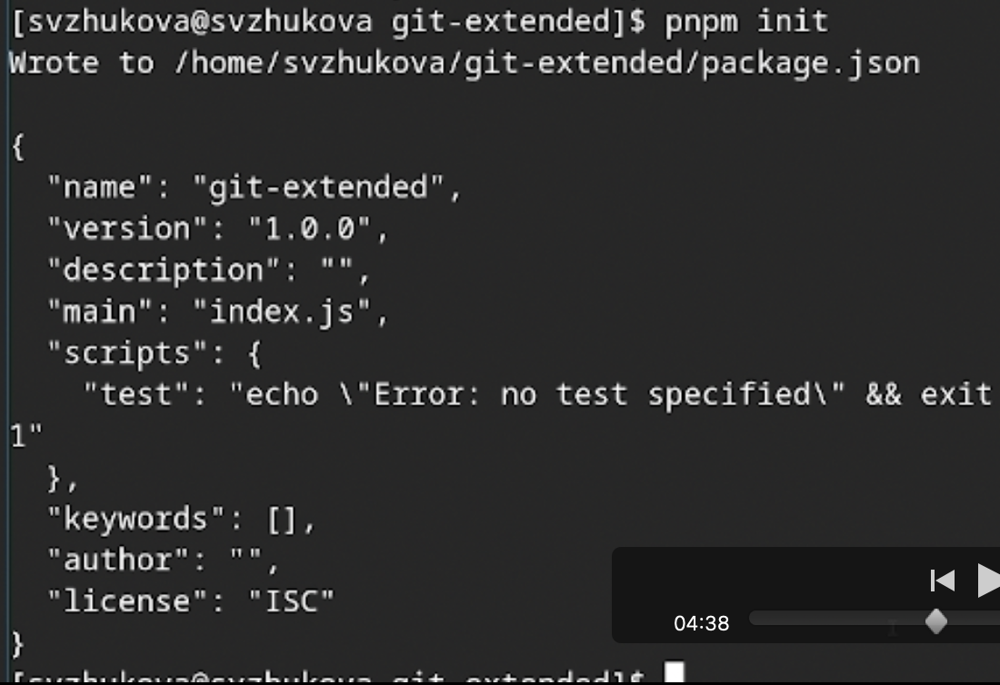 [svzhukova@svzhukova git-extended]$ pnpm init
Wrote to /home/svzhukova/git-extended/package.json
{
  "name": "git-extended",
  "version": "1.0.0",
  "description": "",
  "main": "index.js",
  "scripts": {
    "test": "echo \"Error: no test specified\" && exit
1"
  },
  "keywords": [],
  "author": "",
  "license": "ISC"
}
04:38
[svzhukova@svzhukova git-extended]$